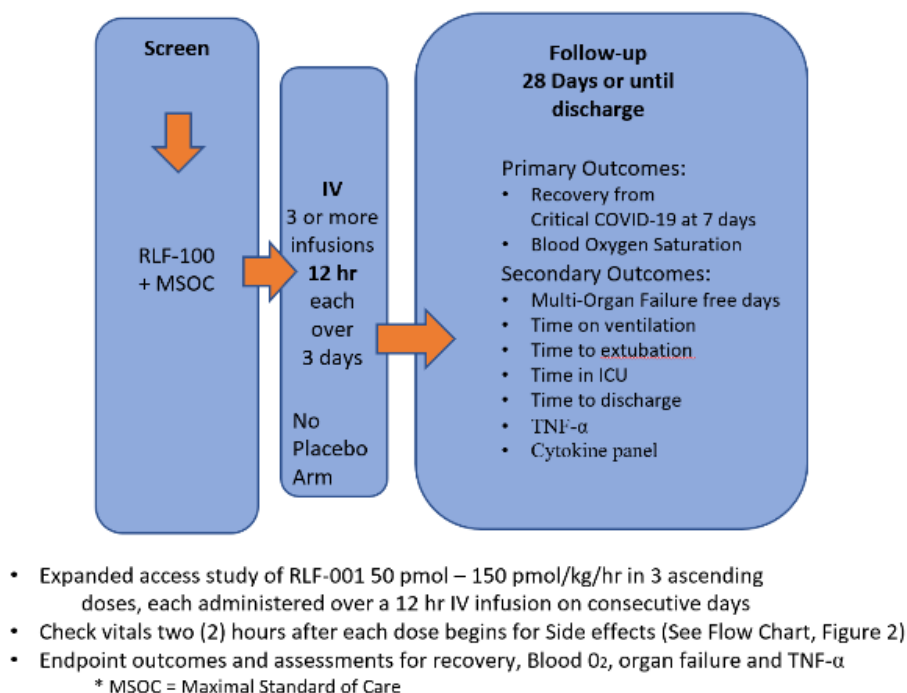 Screen
RLF-100
+ MSOC
IV
3 or more
infusions
12 hr
each
over
3 days
No
Placebo
Arm
Follow-up
28 Days or until
discharge
Primary Outcomes:
• Recovery from
Critical COVID-19 at 7 days
• Blood Oxygen Saturation
Secondary Outcomes:
• Multi-Organ Failure free days
• Time on ventilation
• Time to extubation
• Time in ICU
• Time to discharge
• TNF-α
• Cytokine panel
• Expanded access study of RLF-001 50 pmol – 150 pmol/kg/hr in 3 ascending
doses, each administered over a 12 hr IV infusion on consecutive days
• Check vitals two (2) hours after each dose begins for Side effects (See Flow Chart, Figure 2)
• Endpoint outcomes and assessments for recovery, Blood 02, organ failure and TNF-α
* MSOC = Maximal Standard of Care